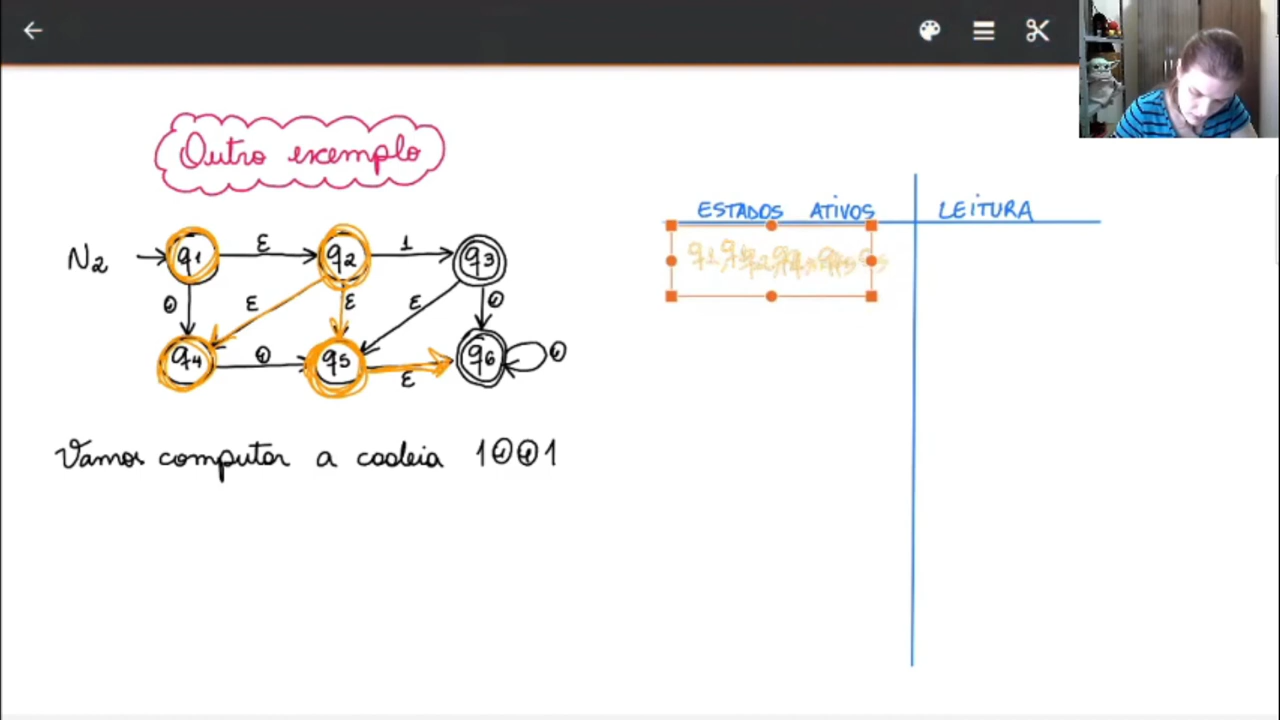 Outro exemplo
ESTADOS ATIVOS LEITURA
N2 q1 ε q2 1 q3
0 ε ε ε 0
q4 0 q5 ε q6 0
Vamos computar a cadeia 1001